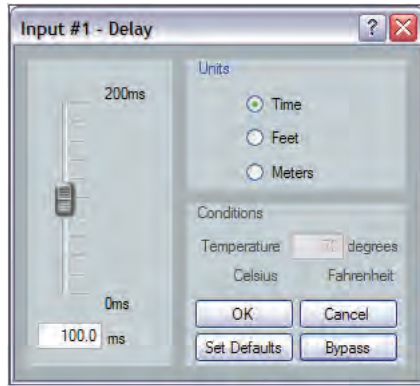 Input #1 - Delay
?
200ms
0ms
100.0 ms
Units
Time
Feet
Meters
Conditions
Temperature degrees
Celsius Fahrenheit
OK Cancel
Set Defaults Bypass